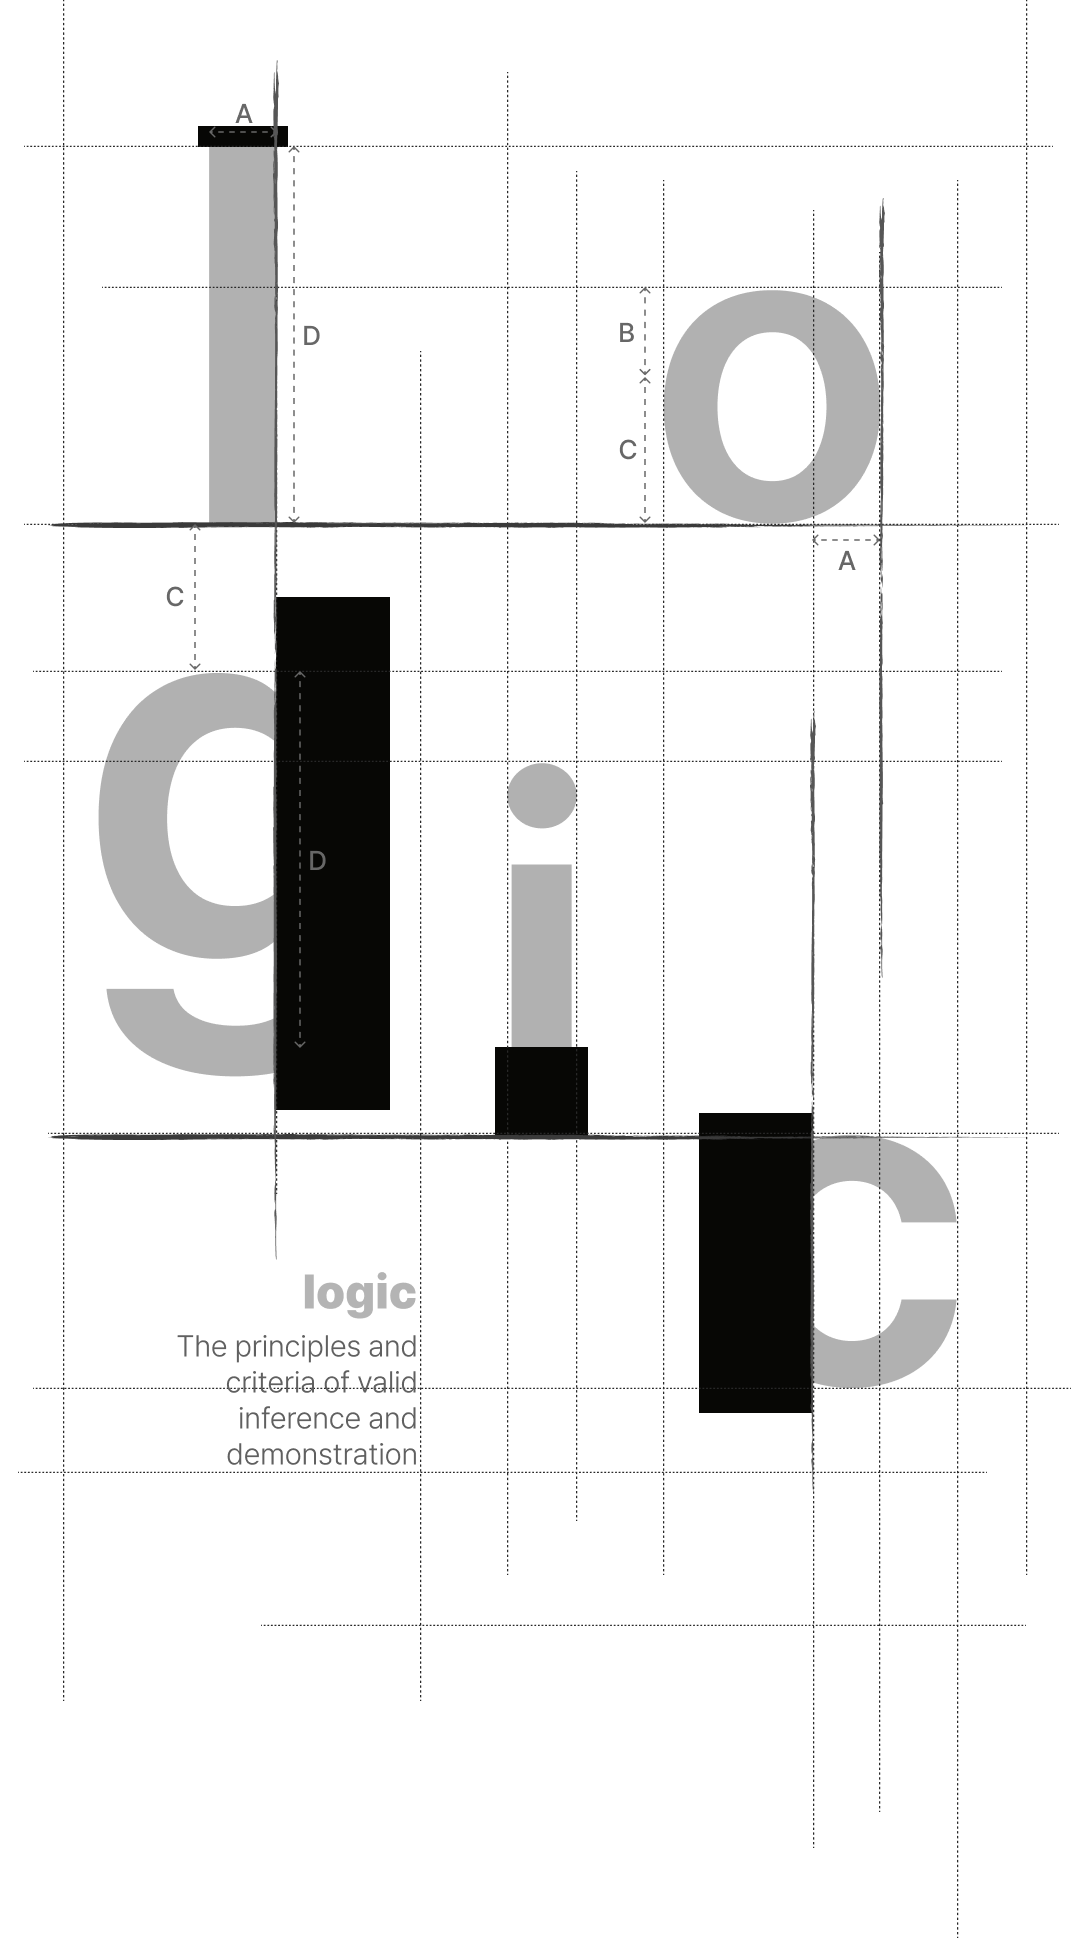 A
l
D
B
o
C
A
C
g
D
i
c
logic
The principles and
criteria of valid
inference and
demonstration